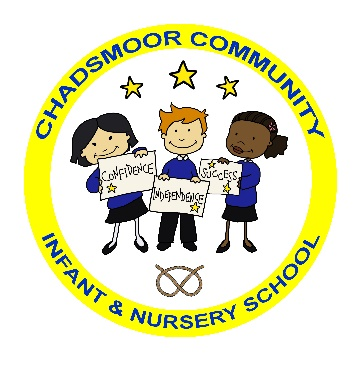 CHADSMOOR COMMUNITY
CONFIDENCE
INDEPENDENCE
SUCCESS
INFANT & NURSERY SCHOOL